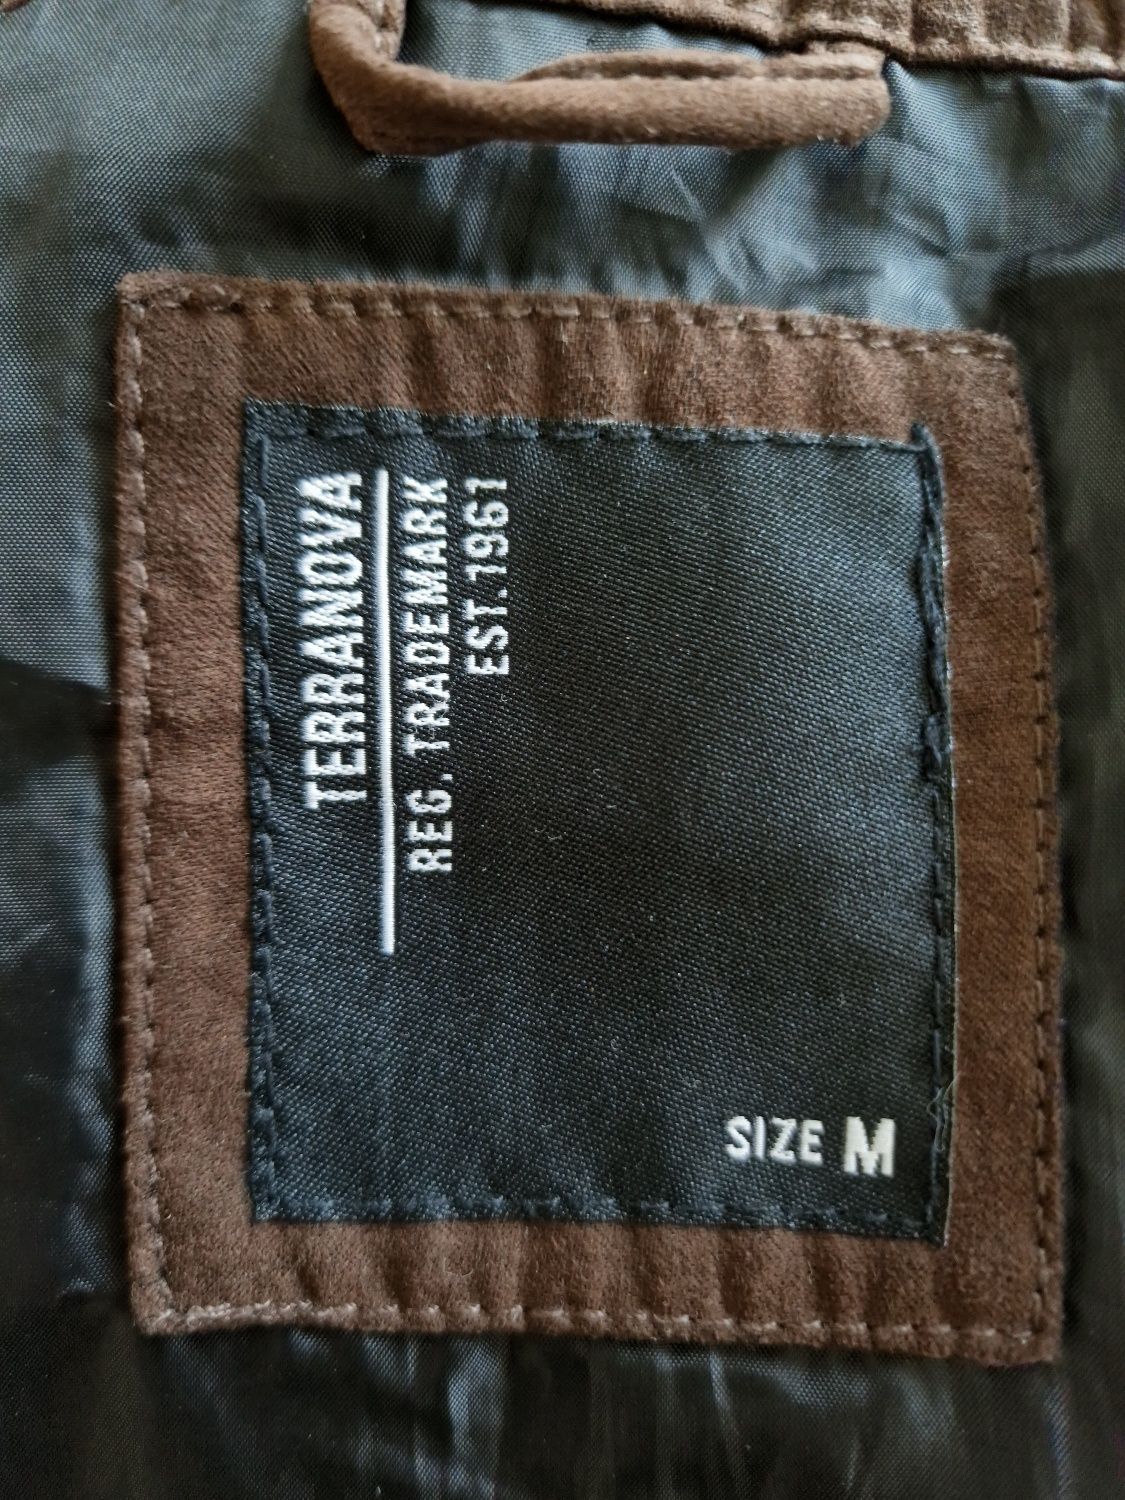 TERRANOVA
REG. TRADEMARK
EST. 1961
SIZE M